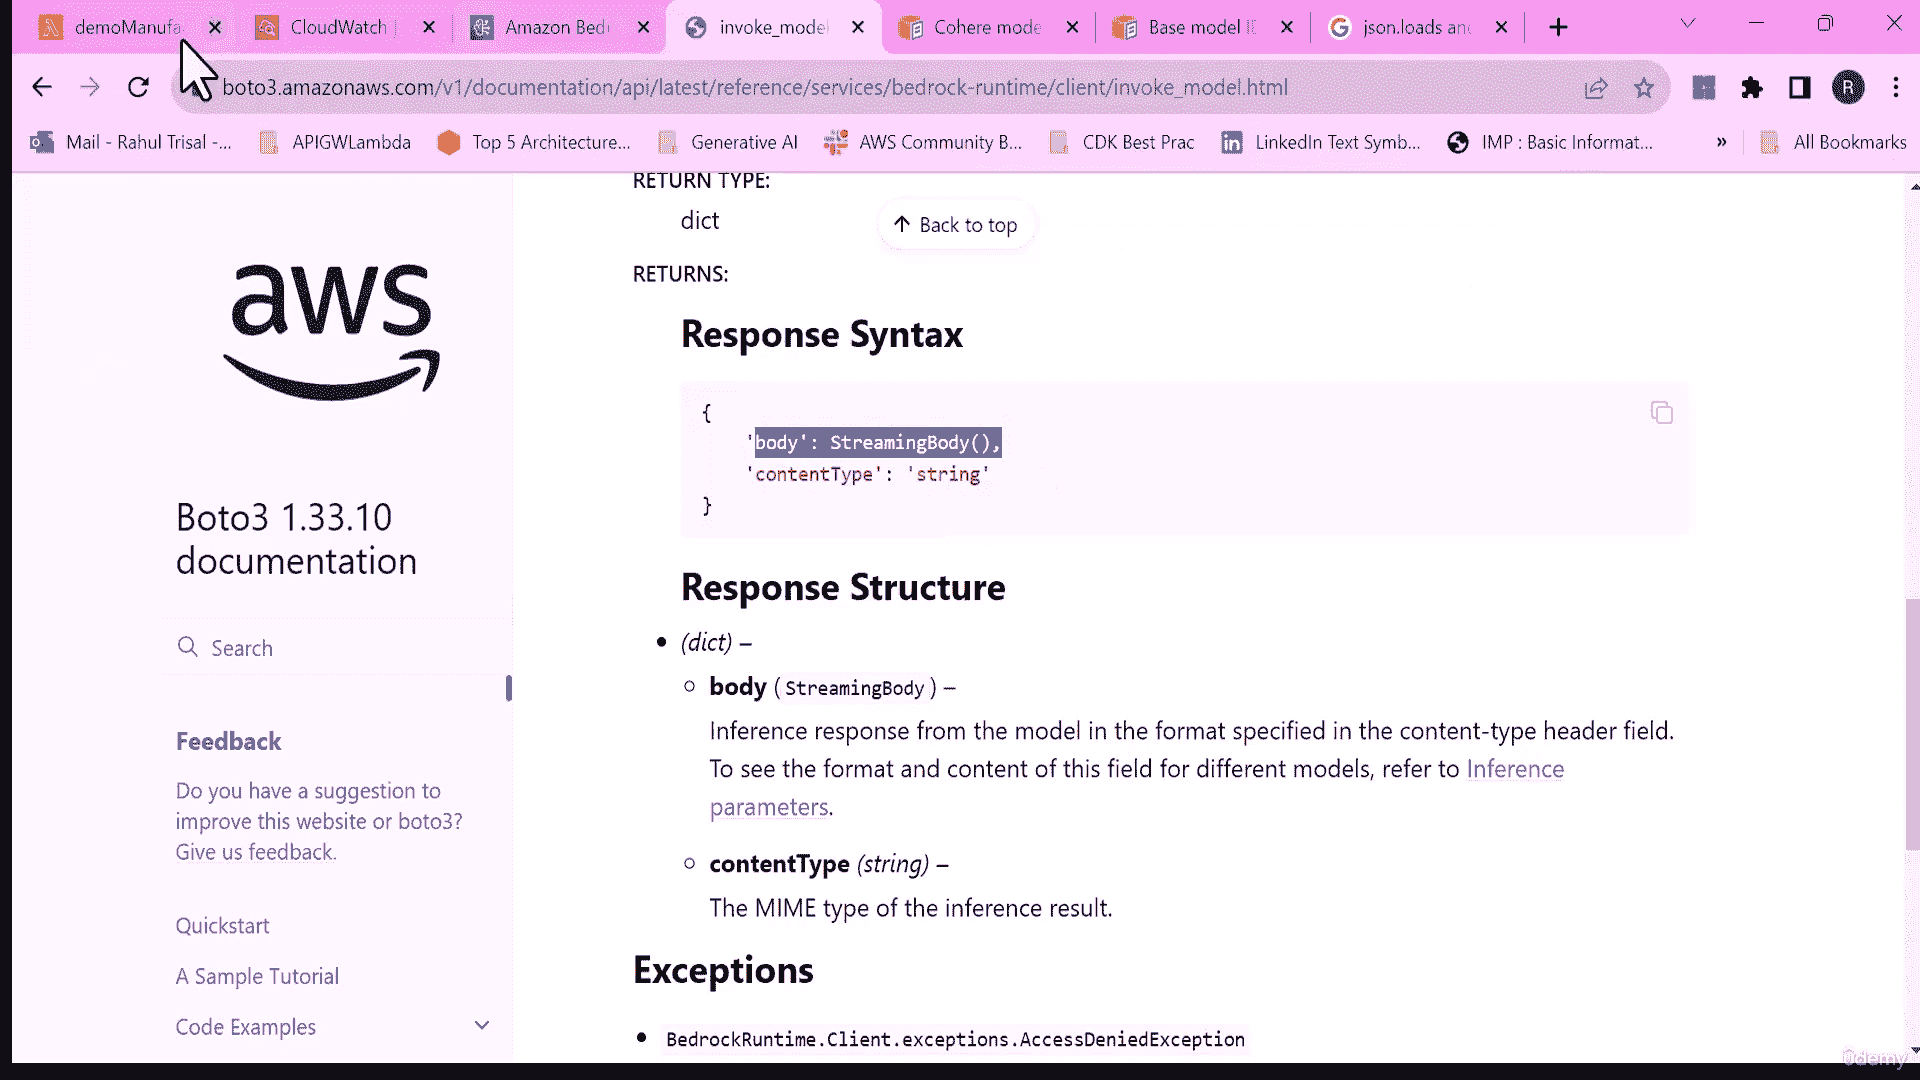 demoManufa
CloudWatch
Amazon Bed
invoke_mode
Cohere mode
Base model I
json.loads an
boto3.amazonaws.com/v1/documentation/api/latest/reference/services/bedrock-runtime/client/invoke_model.html
R
Mail - Rahul Trisal -...
APIGWLambda
Top 5 Architecture...
Generative AI
AWS Community B...
CDK Best Prac
LinkedIn Text Symb...
IMP : Basic Informat...
»
All Bookmarks
aws
Boto3 1.33.10
documentation
Search
Feedback
Do you have a suggestion to
improve this website or boto3?
Give us feedback.
Quickstart
A Sample Tutorial
Code Examples
RETURN TYPE:
dict
Back to top
RETURNS:
Response Syntax
{
'body': StreamingBody(),
'contentType': 'string'
}
Response Structure
(dict) –
body ( StreamingBody ) –
Inference response from the model in the format specified in the content-type header field.
To see the format and content of this field for different models, refer to Inference
parameters.
contentType (string) –
The MIME type of the inference result.
Exceptions
BedrockRuntime.Client.exceptions.AccessDeniedException
ûdemy